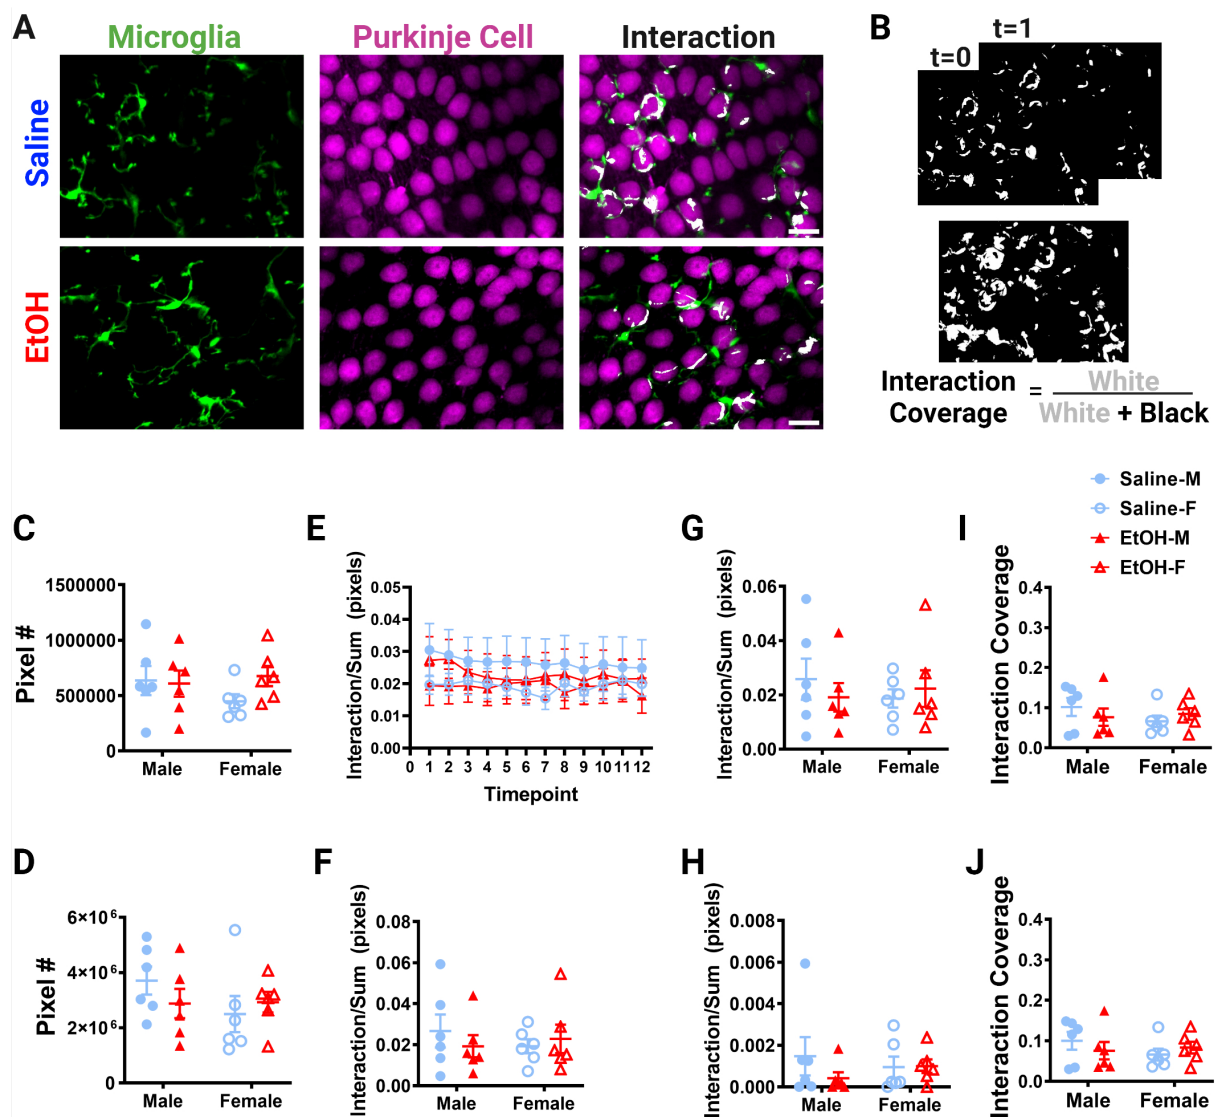 A
Microglia
Purkinje Cell
Interaction
Saline
EtOH
B
t=0
t=1
Interaction Coverage = White
White + Black
Saline-M
Saline-F
EtOH-M
EtOH-F
C
Pixel #
1500000
1000000
500000
0
Male Female
E
Interaction/Sum (pixels)
0.05
0.04
0.03
0.02
0.01
0.00
0 1 2 3 4 5 6 7 8 9 10 11 12
Timepoint
G
Interaction/Sum (pixels)
0.06
0.04
0.02
0.00
Male Female
I
Interaction Coverage
0.4
0.3
0.2
0.1
0.0
Male Female
D
Pixel #
6×10⁶
4×10⁶
2×10⁶
0
Male Female
F
Interaction/Sum (pixels)
0.08
0.06
0.04
0.02
0.00
Male Female
H
Interaction/Sum (pixels)
0.008
0.006
0.004
0.002
0.000
Male Female
J
Interaction Coverage
0.4
0.3
0.2
0.1
0.0
Male Female